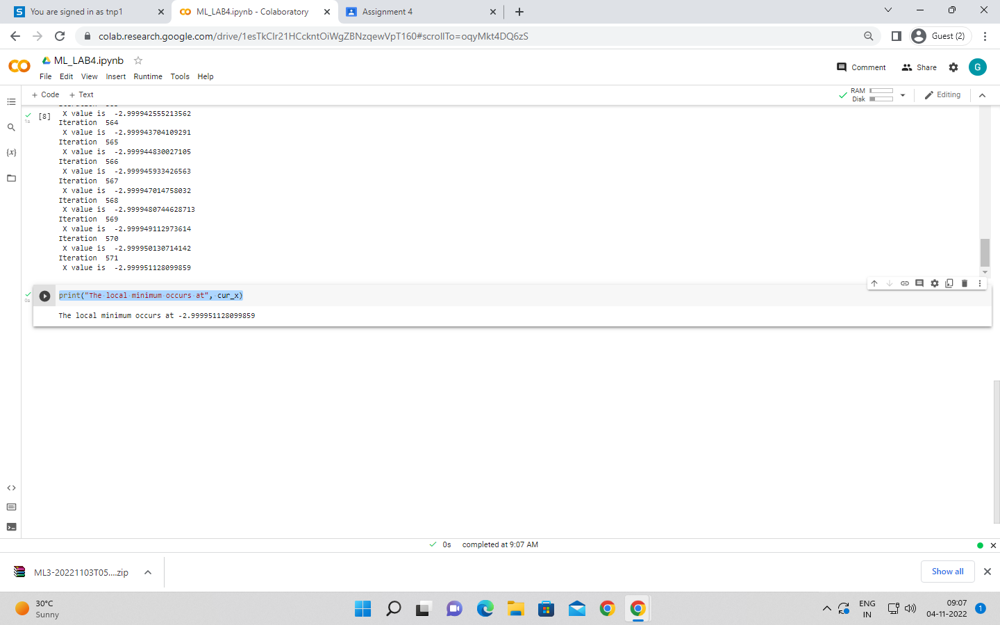 You are signed in as tnp1
ML_LAB4.ipynb - Colaboratory
Assignment 4
colab.research.google.com/drive/1esTkClr21HCckntOiWgZBNzqewVpT160#scrollTo=oqyMkt4DQ6zS
Guest (2)
ML_LAB4.ipynb
File Edit View Insert Runtime Tools Help
Comment
Share
G
+ Code + Text
RAM
Disk
Editing
[8]
1s
X value is -2.999942555213562
Iteration 564
X value is -2.999943704109291
Iteration 565
X value is -2.999944830027105
Iteration 566
X value is -2.999945933426563
Iteration 567
X value is -2.999947014758032
Iteration 568
X value is -2.9999480744628713
Iteration 569
X value is -2.999949112973614
Iteration 570
X value is -2.999950130714142
Iteration 571
X value is -2.999951128099859
0s
print("The local minimum occurs at", cur_x)
The local minimum occurs at -2.999951128099859
0s completed at 9:07 AM
ML3-20221103T05....zip
Show all
30°C
Sunny
ENG
IN
09:07
04-11-2022
1